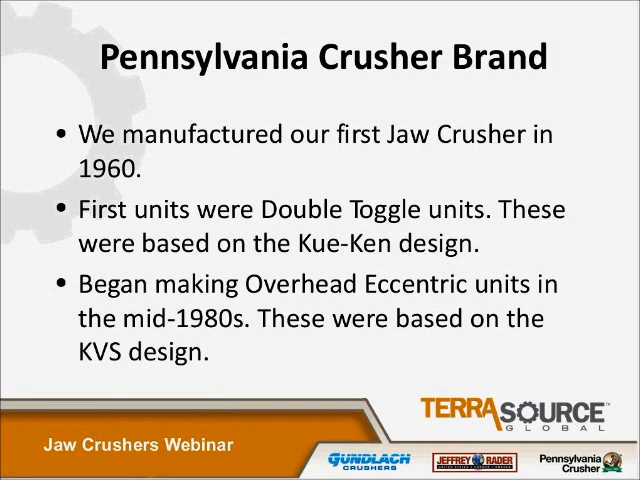 Pennsylvania Crusher Brand
• We manufactured our first Jaw Crusher in
1960.
• First units were Double Toggle units. These
were based on the Kue-Ken design.
• Began making Overhead Eccentric units in
the mid-1980s. These were based on the
KVS design.
TERRASOURCE™
GLOBAL
Jaw Crushers Webinar
GUNDLACH
CRUSHERS
JEFFREY RADER
Pennsylvania
Crusher